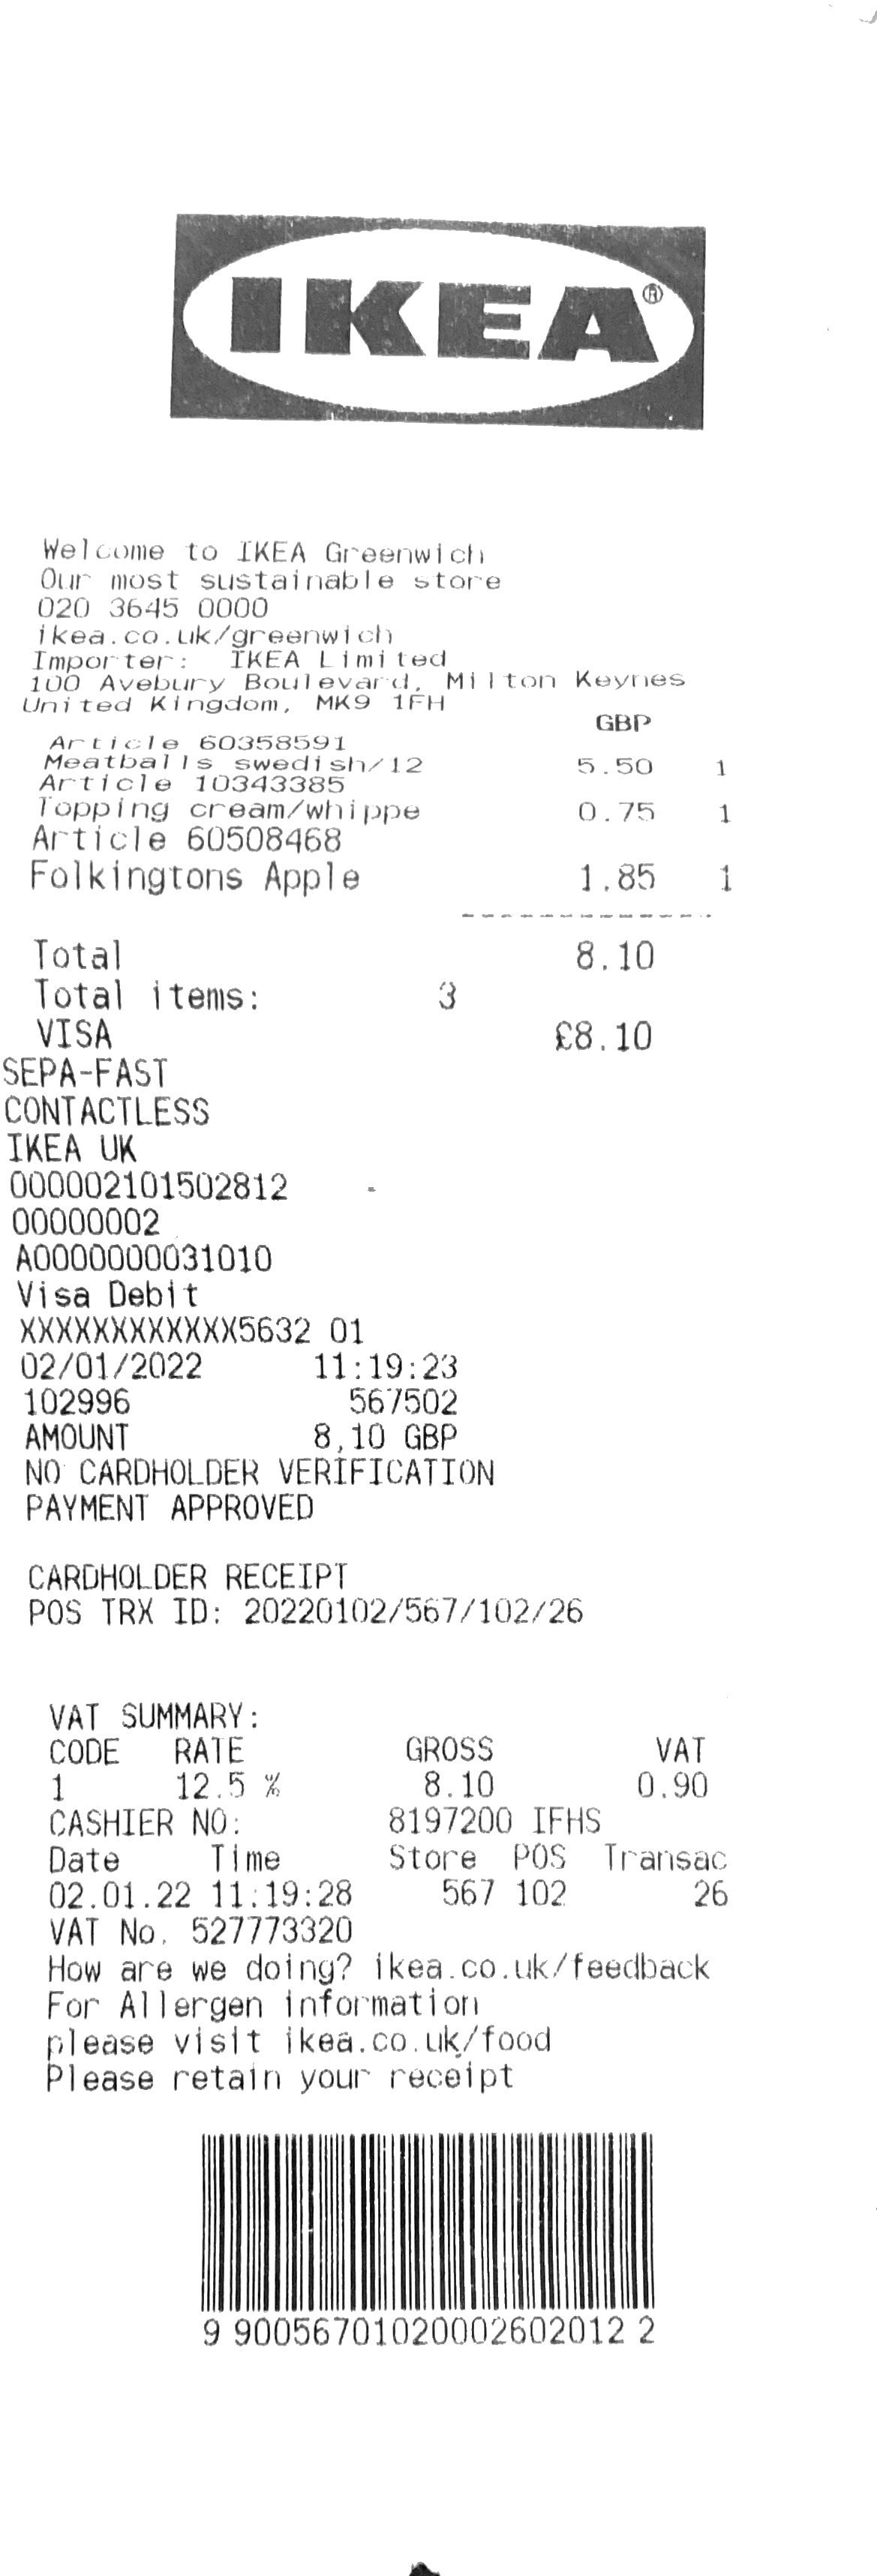 IKEA®
Welcome to IKEA Greenwich
Our most sustainable store
020 3645 0000
ikea.co.uk/greenwich
Importer: IKEA Limited
100 Avebury Boulevard, Milton Keynes
United Kingdom, MK9 1FH
GBP
Article 60358591
Meatballs swedish/12 5.50 1
Article 10343385
Topping cream/whippe 0.75 1
Article 60508468
Folkingtons Apple 1.85 1
-------------
Total 8.10
Total items: 3
VISA £8.10
SEPA-FAST
CONTACTLESS
IKEA UK
000002101502812
00000002
A0000000031010
Visa Debit
XXXXXXXXXXXX5632 01
02/01/2022 11:19:23
102996 567502
AMOUNT 8,10 GBP
NO CARDHOLDER VERIFICATION
PAYMENT APPROVED
CARDHOLDER RECEIPT
POS TRX ID: 20220102/567/102/26
VAT SUMMARY:
CODE RATE GROSS VAT
1 12.5 % 8.10 0.90
CASHIER NO: 8197200 IFHS
Date Time Store POS Transac
02.01.22 11:19:28 567 102 26
VAT No. 527773320
How are we doing? ikea.co.uk/feedback
For Allergen information
please visit ikea.co.uk/food
Please retain your receipt
9 90056701020002602012 2